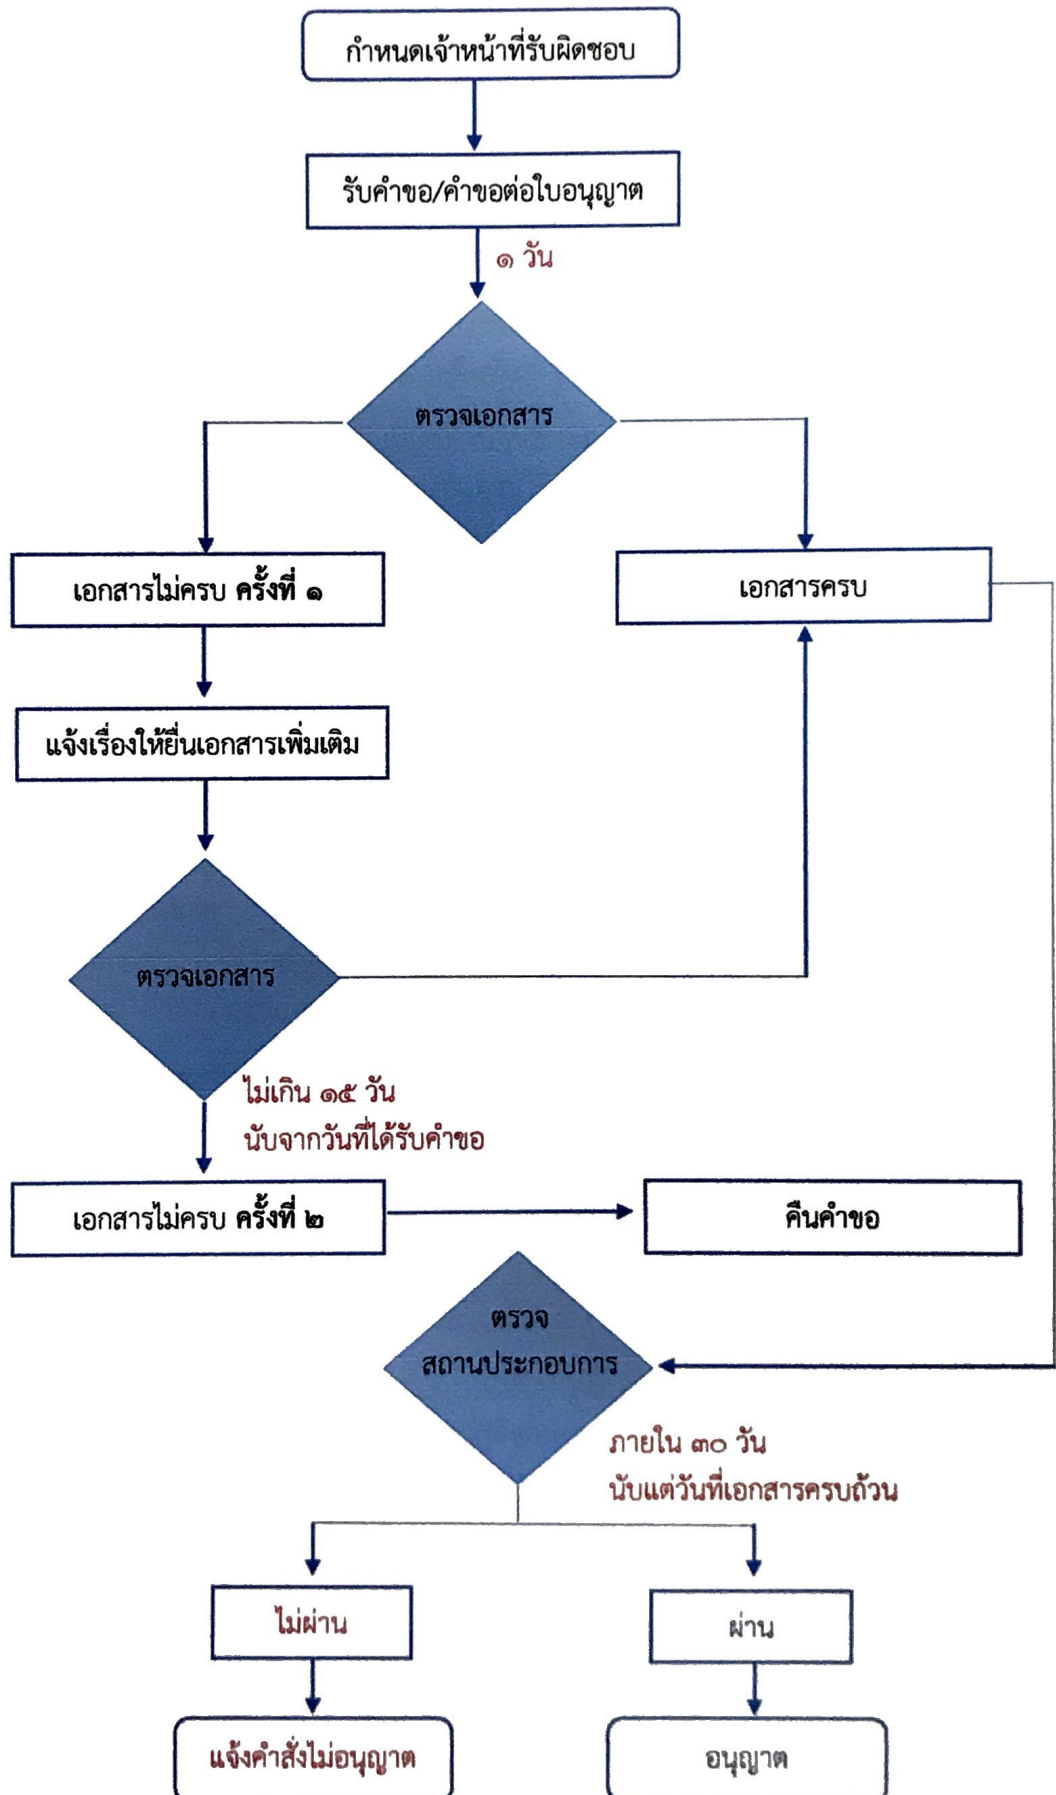 กำหนดเจ้าหน้าที่รับผิดชอบ
รับคำขอ/คำขอต่อใบอนุญาต
๑ วัน
ตรวจเอกสาร
เอกสารไม่ครบ ครั้งที่ ๑
เอกสารครบ
แจ้งเรื่องให้ยื่นเอกสารเพิ่มเติม
ตรวจเอกสาร
ไม่เกิน ๑๕ วัน
นับจากวันที่ได้รับคำขอ
เอกสารไม่ครบ ครั้งที่ ๒
คืนคำขอ
ตรวจ
สถานประกอบการ
ภายใน ๓๐ วัน
นับแต่วันที่เอกสารครบถ้วน
ไม่ผ่าน
ผ่าน
แจ้งคำสั่งไม่อนุญาต
อนุญาต